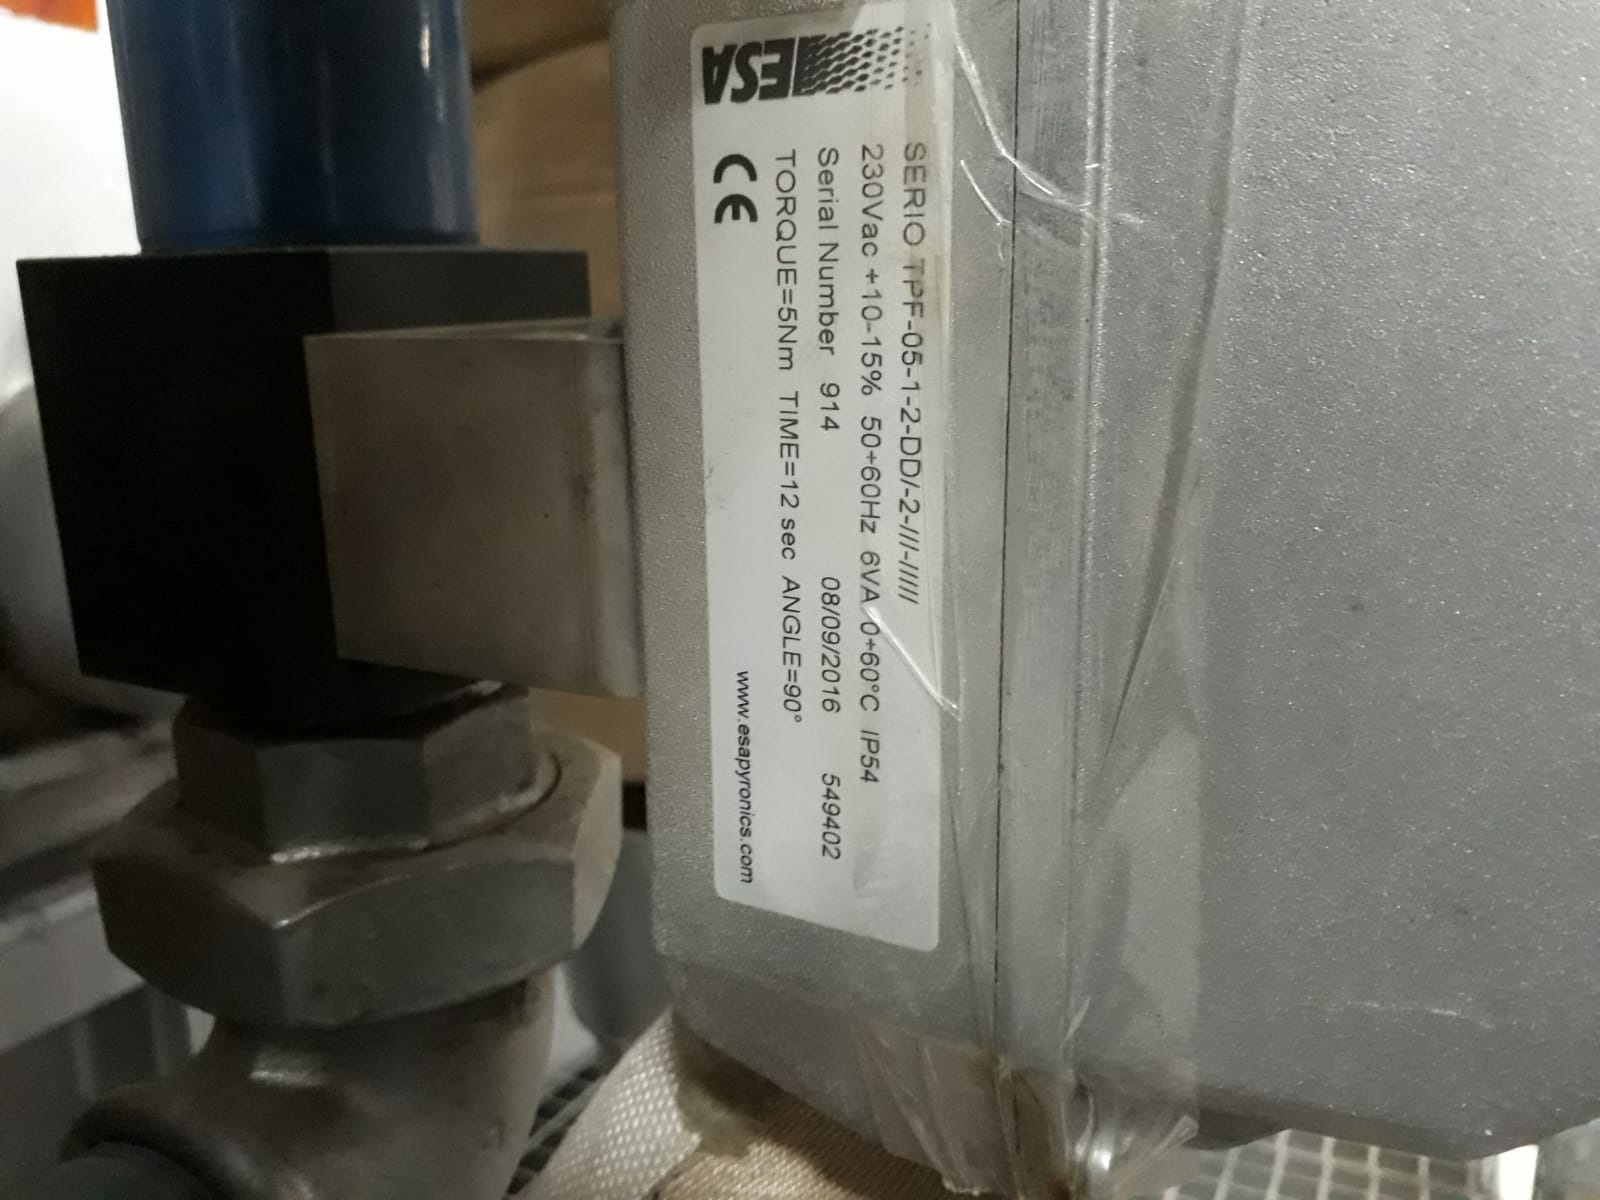 ESA
SERIO TPF-05-1-2-DD/-2-///-/////
230Vac +10-15% 50+60Hz 6VA 0+60°C IP54
Serial Number 914 08/09/2016 549402
TORQUE=5Nm TIME=12 sec ANGLE=90°
CE
www.esapyronics.com